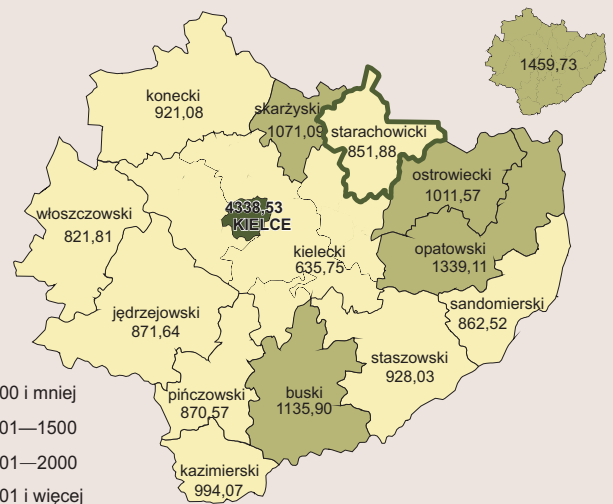 1459,73
konecki
921,08
skarżyski
1071,09
starachowicki
851,88
ostrowiecki
1011,57
włoszczowski
821,81
4338,53
KIELCE
kielecki
635,75
opatowski
1339,11
sandomierski
862,52
jędrzejowski
871,64
staszowski
928,03
pińczowski
870,57
buski
1135,90
kazimierski
994,07
00 i mniej
01—1500
01—2000
01 i więcej